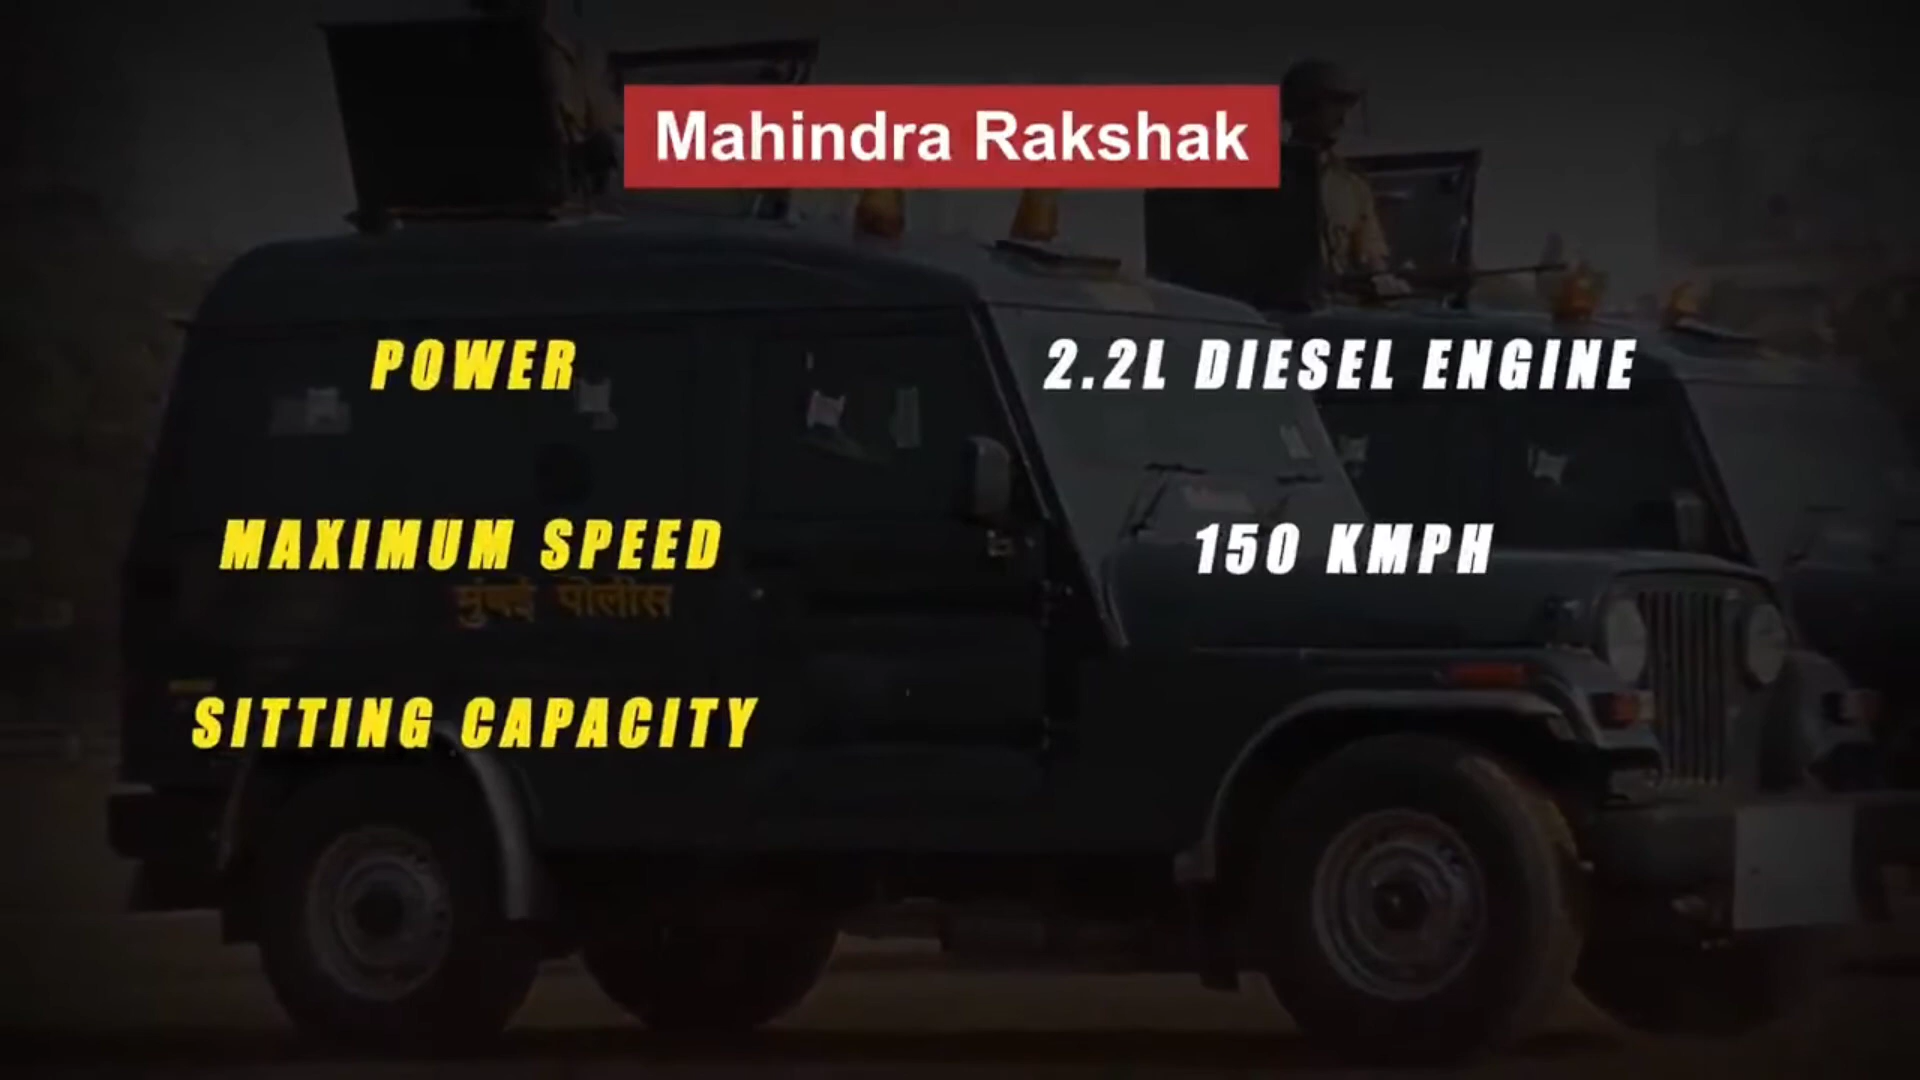 Mahindra Rakshak
POWER
2.2L DIESEL ENGINE
MAXIMUM SPEED
150 KMPH
मुंबई पोलीस
SITTING CAPACITY